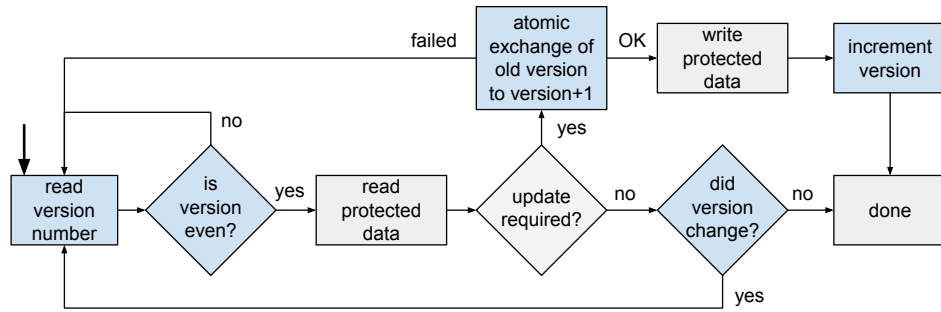 failed
atomic
exchange of
old version
to version+1
OK
write
protected
data
increment
version
no
yes
read
version
number
is
version
even?
yes
read
protected
data
update
required?
no
did
version
change?
no
done
yes